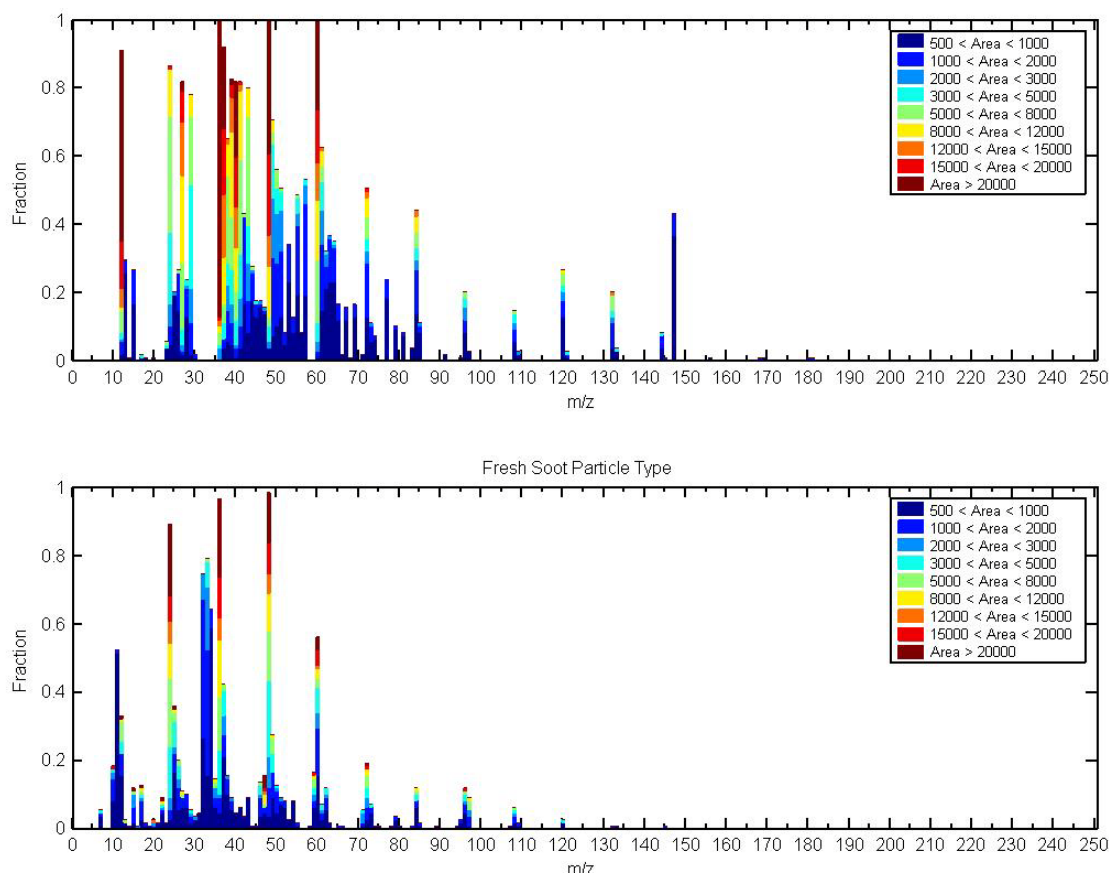 1
0.8
0.6
0.4
0.2
0
Fraction
0 10 20 30 40 50 60 70 80 90 100 110 120 130 140 150 160 170 180 190 200 210 220 230 240 250
m/z
500 < Area < 1000
1000 < Area < 2000
2000 < Area < 3000
3000 < Area < 5000
5000 < Area < 8000
8000 < Area < 12000
12000 < Area < 15000
15000 < Area < 20000
Area > 20000
Fresh Soot Particle Type
1
0.8
0.6
0.4
0.2
0
Fraction
0 10 20 30 40 50 60 70 80 90 100 110 120 130 140 150 160 170 180 190 200 210 220 230 240 250
m/z
500 < Area < 1000
1000 < Area < 2000
2000 < Area < 3000
3000 < Area < 5000
5000 < Area < 8000
8000 < Area < 12000
12000 < Area < 15000
15000 < Area < 20000
Area > 20000